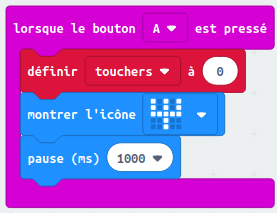 lorsque le bouton A est pressé
définir touchers à 0
montrer l'icône
pause (ms) 1000